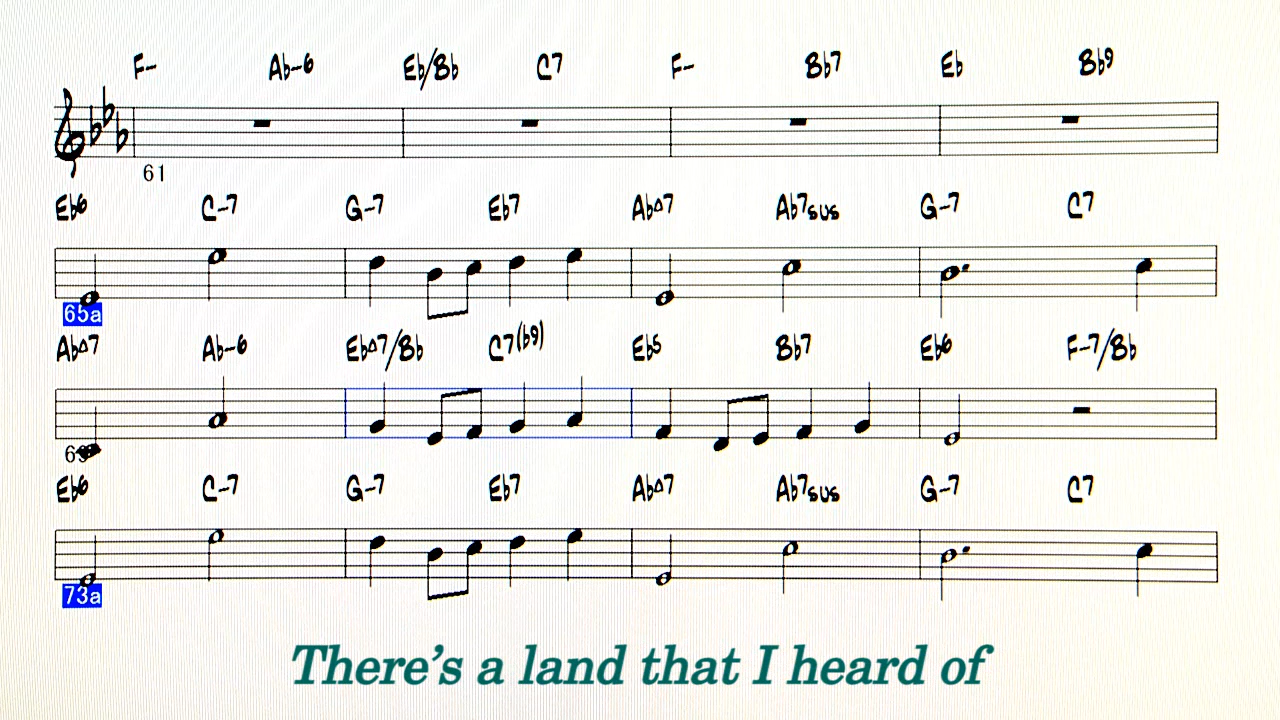 F- Ab-6 Eb/Bb C7 F- Bb7 Eb Bb9
61
Eb6 C-7 G-7 Eb7 Ab∆7 Ab7sus G-7 C7
65a
Ab∆7 Ab-6 Eb∆7/Bb C7(b9) Eb5 Bb7 Eb6 F-7/Bb
Eb6 C-7 G-7 Eb7 Ab∆7 Ab7sus G-7 C7
73a
There's a land that I heard of